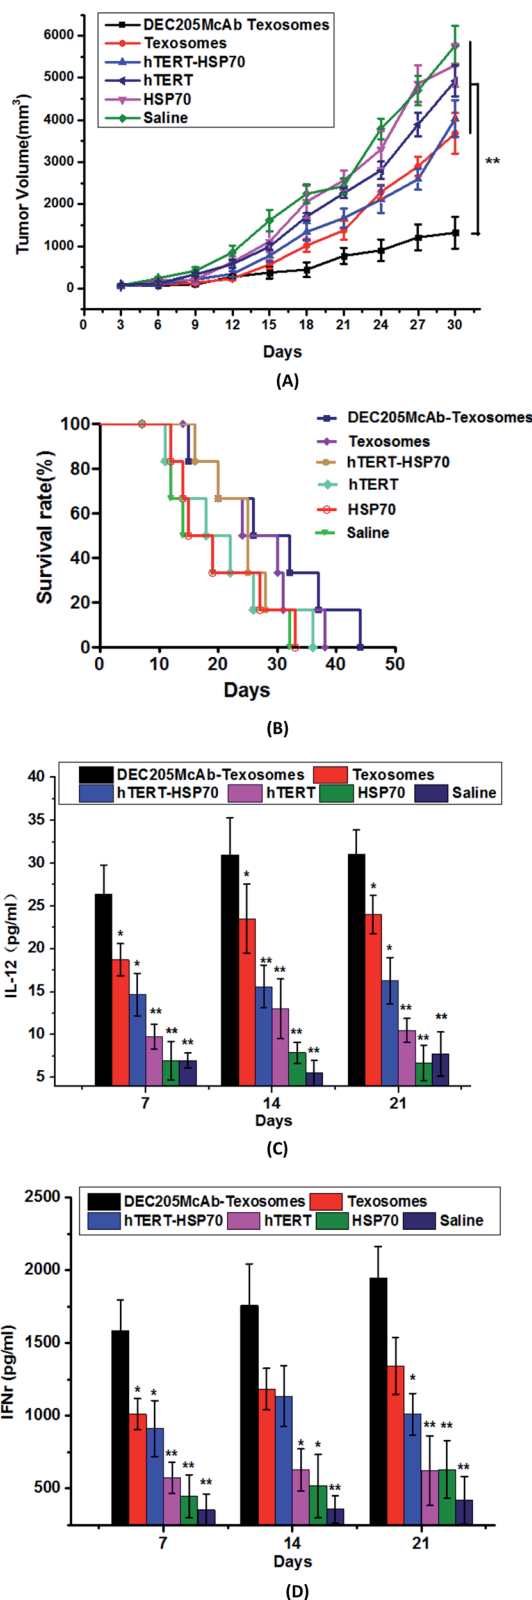 DEC205McAb Texosomes
Texosomes
hTERT-HSP70
hTERT
HSP70
Saline
6000
5000
4000
3000
2000
1000
0
Tumor Volume(mm³)
**
0 3 6 9 12 15 18 21 24 27 30
Days
(A)
100
80
60
40
20
0
Survival rate(%)
DEC205McAb-Texosomes
Texosomes
hTERT-HSP70
hTERT
HSP70
Saline
0 10 20 30 40 50
Days
(B)
DEC205McAb-Texosomes Texosomes
hTERT-HSP70 hTERT HSP70 Saline
40
35
30
25
20
15
10
5
IL-12 (pg/ml)
* * ** ** **
* ** ** ** **
* * ** ** **
7 14 21
Days
(C)
DEC205McAb-Texosomes Texosomes
hTERT-HSP70 hTERT HSP70 Saline
2500
2000
1500
1000
500
IFNr (pg/ml)
* * ** ** **
* * **
* ** ** **
7 14 21
Days
(D)